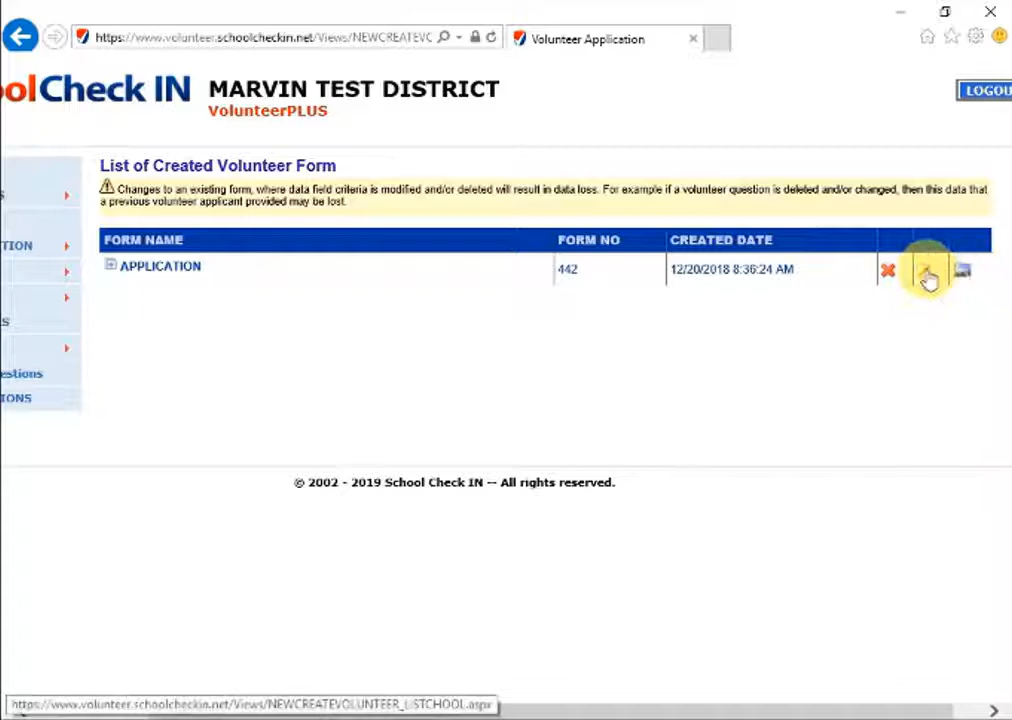 https://www.volunteer.schoolcheckin.net/Views/NEWCREATEVC
Volunteer Application
olCheck IN
MARVIN TEST DISTRICT
VolunteerPLUS
LOGOU
List of Created Volunteer Form
Changes to an existing form, where data field criteria is modified and/or deleted will result in data loss. For example if a volunteer question is deleted and/or changed, then this data that
a previous volunteer applicant provided may be lost.
S
TION
S
estions
IONS
FORM NAME FORM NO CREATED DATE
APPLICATION 442 12/20/2018 8:36:24 AM
© 2002 - 2019 School Check IN -- All rights reserved.
https://www.volunteer.schoolcheckin.net/Views/NEWCREATEVOLUNTEER_LISTCHOOL.aspx